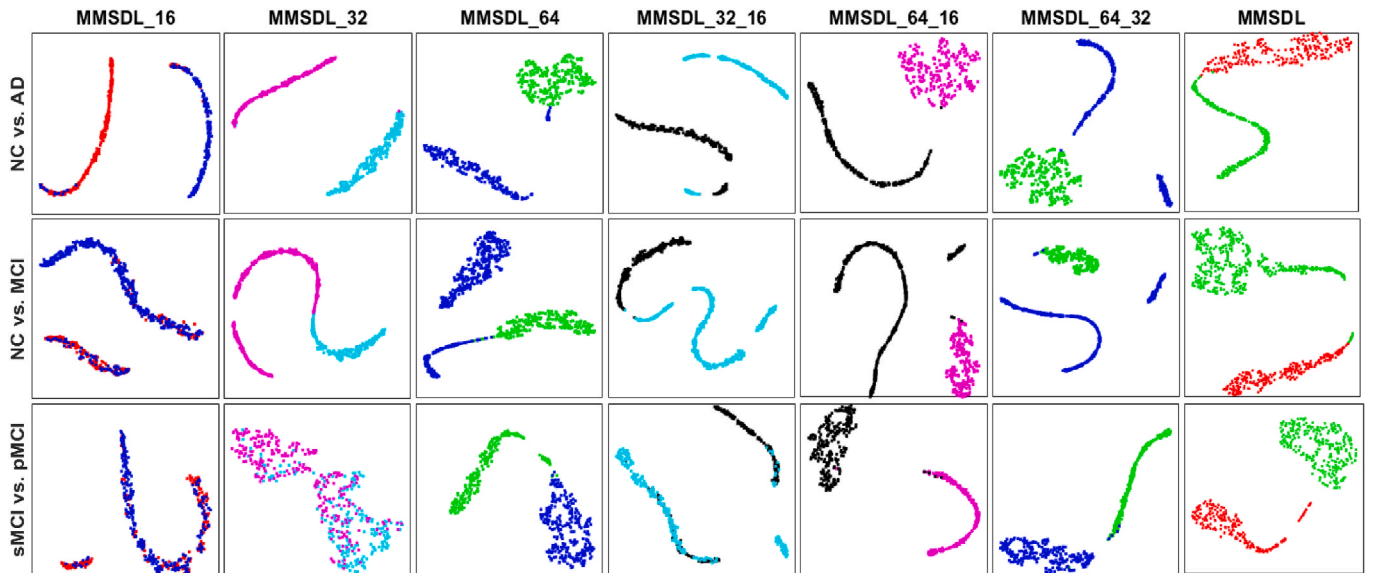 MMSDL_16 MMSDL_32 MMSDL_64 MMSDL_32_16 MMSDL_64_16 MMSDL_64_32 MMSDL
NC vs. AD
NC vs. MCI
sMCI vs. pMCI